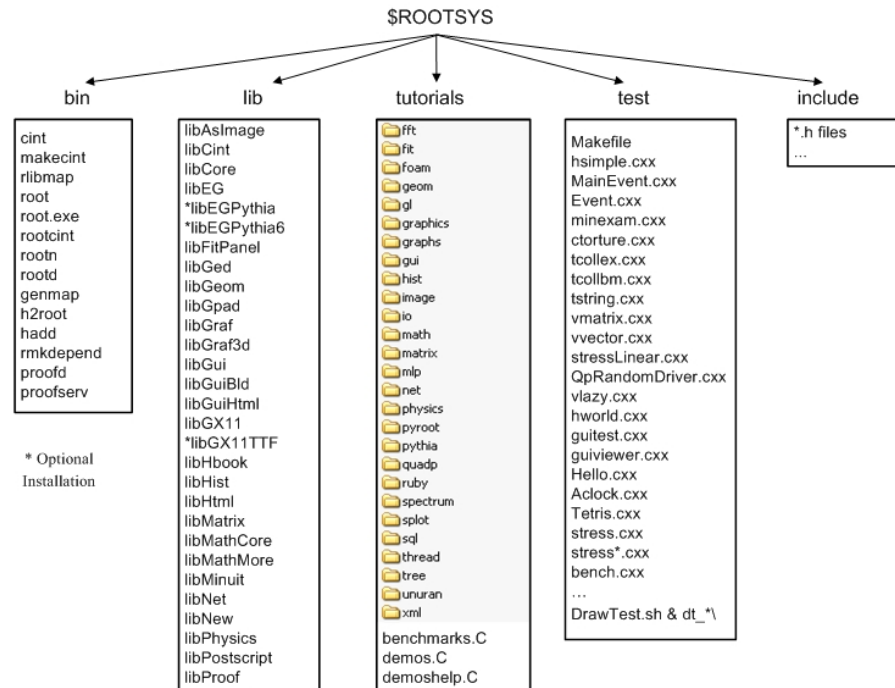 $ROOTSYS
bin
cint
makecint
rlibmap
root
root.exe
rootcint
rootn
rootd
genmap
h2root
hadd
rmkdepend
proofd
proofserv
* Optional
Installation
lib
libAsImage
libCint
libCore
libEG
*libEGPythia
*libEGPythia6
libFitPanel
libGed
libGeom
libGpad
libGraf
libGraf3d
libGui
libGuiBld
libGuiHtml
libGX11
*libGX11TTF
libHbook
libHist
libHtml
libMatrix
libMathCore
libMathMore
libMinuit
libNet
libNew
libPhysics
libPostscript
libProof
tutorials
fft
fit
foam
geom
gl
graphics
graphs
gui
hist
image
io
math
matrix
mlp
net
physics
pyroot
pythia
quadp
ruby
spectrum
splot
sql
thread
tree
unuran
xml
benchmarks.C
demos.C
demoshelp.C
test
Makefile
hsimple.cxx
MainEvent.cxx
Event.cxx
minexam.cxx
ctorture.cxx
tcollex.cxx
tcollbm.cxx
tstring.cxx
vmatrix.cxx
vvector.cxx
stressLinear.cxx
QpRandomDriver.cxx
vlazy.cxx
hworld.cxx
guitest.cxx
guiviewer.cxx
Hello.cxx
Aclock.cxx
Tetris.cxx
stress.cxx
stress*.cxx
bench.cxx
...
DrawTest.sh & dt_*\
include
*.h files
...